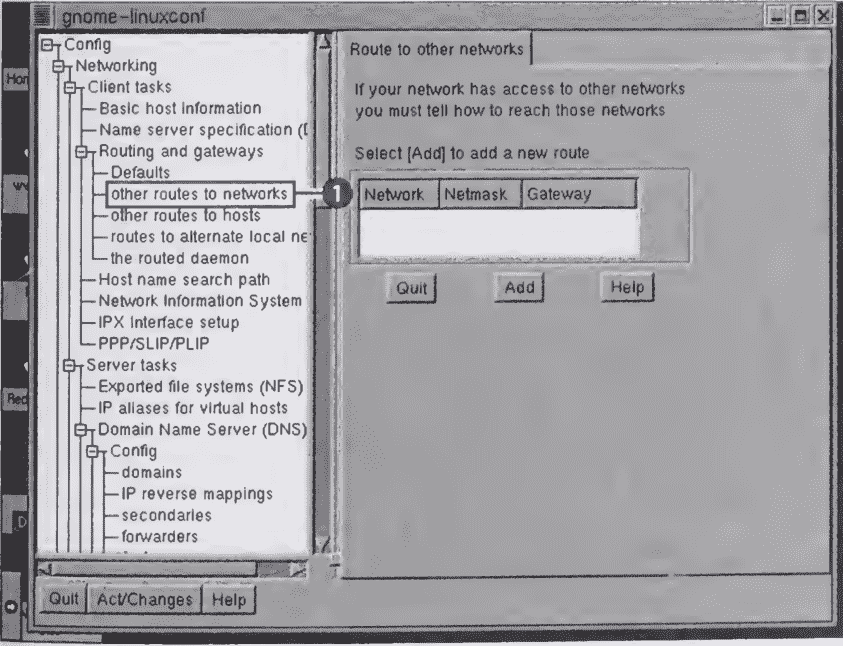 gnome-linuxconf
Config
Networking
Client tasks
Basic host information
Name server specification (D
Routing and gateways
Defaults
other routes to networks
other routes to hosts
routes to alternate local ne
the routed daemon
Host name search path
Network Information System
IPX interface setup
PPP/SLIP/PLIP
Server tasks
Exported file systems (NFS)
IP aliases for virtual hosts
Domain Name Server (DNS)
Config
domains
IP reverse mappings
secondaries
forwarders
Quit Act/Changes Help
1
Route to other networks
If your network has access to other networks
you must tell how to reach those networks
Select [Add] to add a new route
Network Netmask Gateway
Quit Add Help
Hon
Red
D